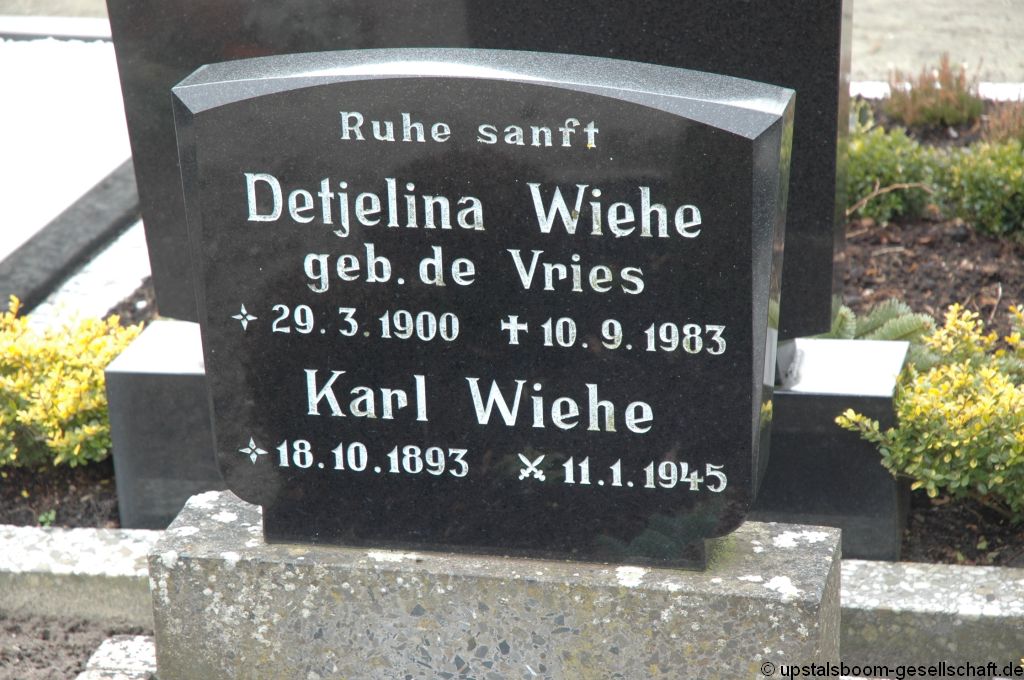 Ruhe sanft
Detjelina Wiehe
geb. de Vries
✧ 29.3.1900 ✝ 10.9.1983
Karl Wiehe
✧ 18.10.1893 ⚔ 11.1.1945
© upstalsboom-gesellschaft.de